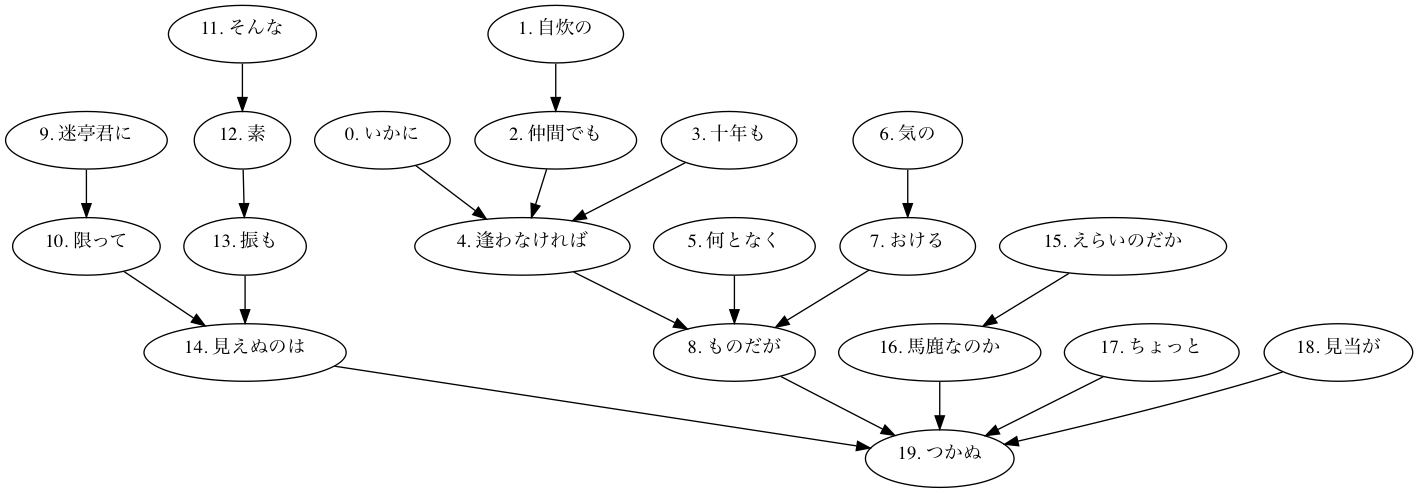 11. そんな
1. 自炊の
9. 迷亭君に
12. 素
0. いかに
2. 仲間でも
3. 十年も
6. 気の
10. 限って
13. 振も
4. 逢わなければ
5. 何となく
7. おける
15. えらいのだか
14. 見えぬのは
8. ものだが
16. 馬鹿なのか
17. ちょっと
18. 見当が
19. つかぬ